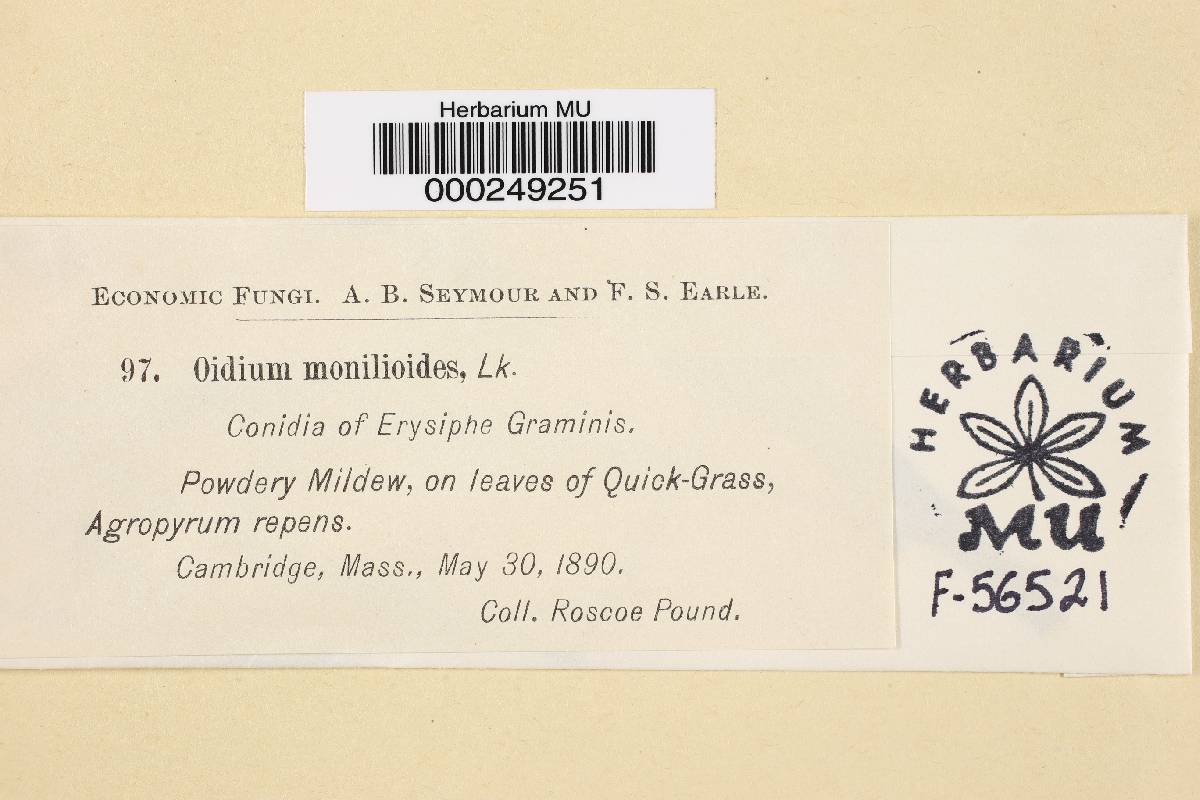 Herbarium MU
000249251
ECONOMIC FUNGI. A. B. SEYMOUR AND F. S. EARLE.
97. Oidium monilioides, Lk.
Conidia of Erysiphe Graminis.
Powdery Mildew, on leaves of Quick-Grass,
Agropyrum repens.
Cambridge, Mass., May 30, 1890.
Coll. Roscoe Pound.
HERBARIUM
MU
F-56521